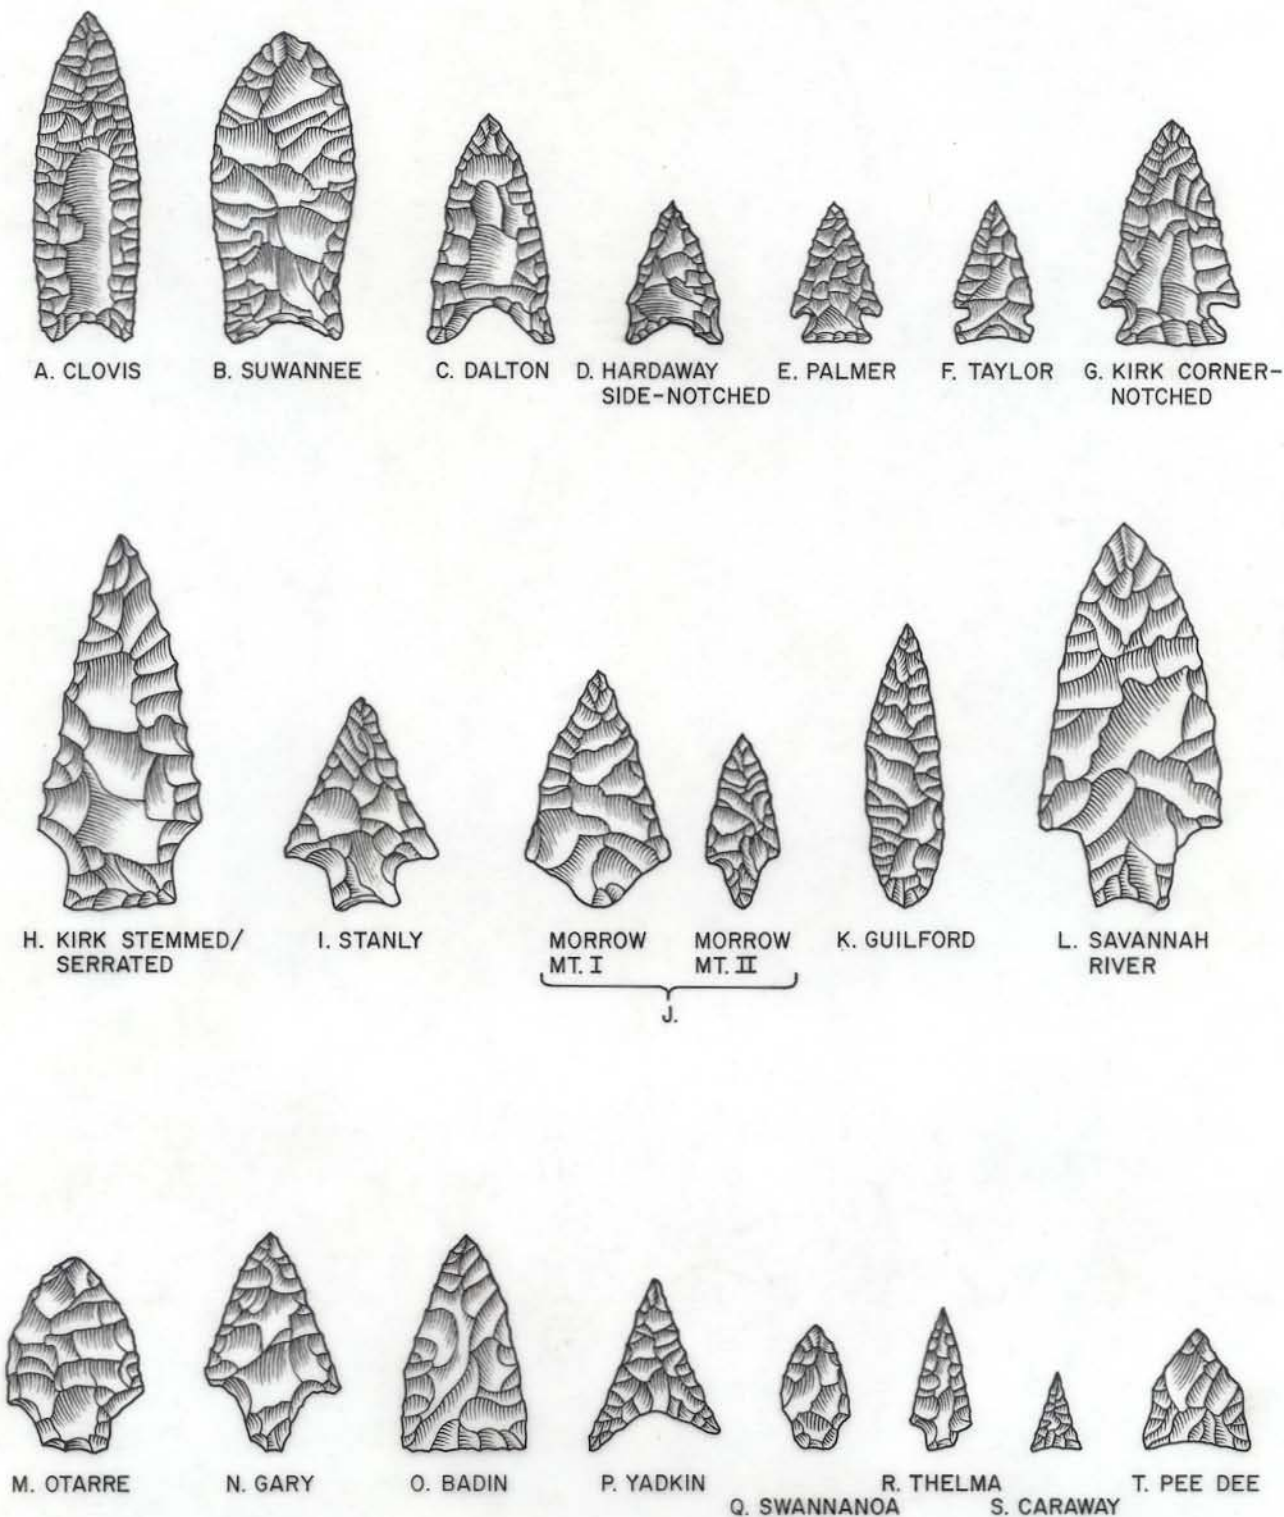 A. CLOVIS
B. SUWANNEE
C. DALTON
D. HARDAWAY
SIDE-NOTCHED
E. PALMER
F. TAYLOR
G. KIRK CORNER-
NOTCHED
H. KIRK STEMMED/
SERRATED
I. STANLY
MORROW
MT. I
MORROW
MT. II
J.
K. GUILFORD
L. SAVANNAH
RIVER
M. OTARRE
N. GARY
O. BADIN
P. YADKIN
Q. SWANNANOA
R. THELMA
S. CARAWAY
T. PEE DEE